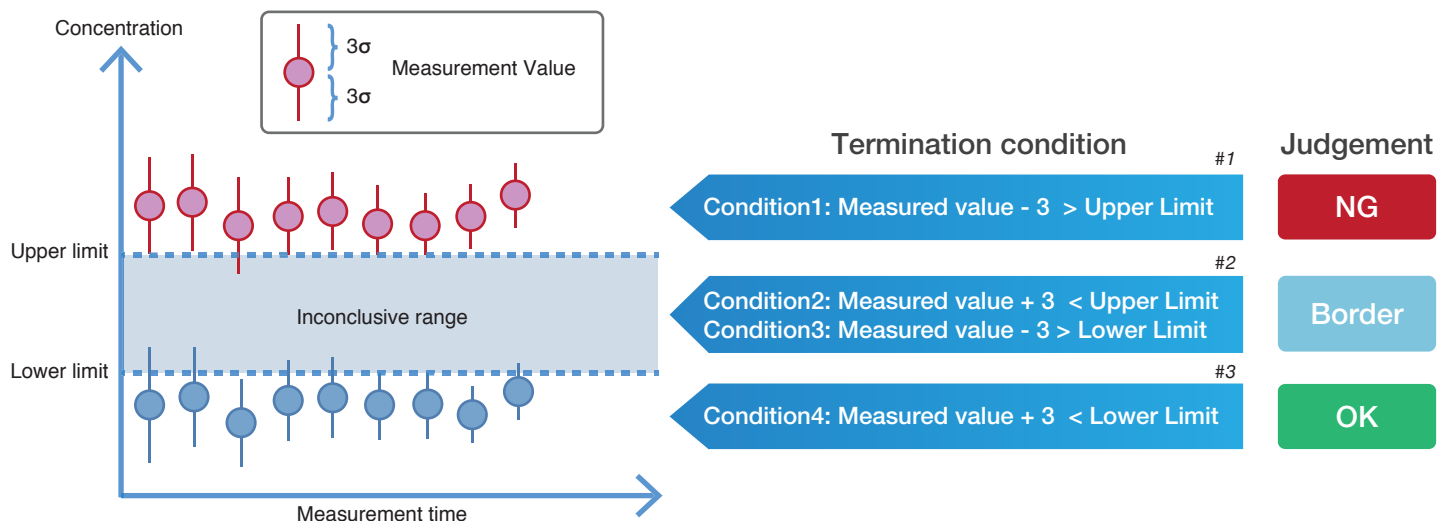 Concentration
3σ
Measurement Value
3σ
Upper limit
Inconclusive range
Lower limit
Measurement time
Termination condition
Judgement
#1
Condition1: Measured value - 3  > Upper Limit
NG
#2
Condition2: Measured value + 3  < Upper Limit
Condition3: Measured value - 3 > Lower Limit
Border
#3
Condition4: Measured value + 3  < Lower Limit
OK